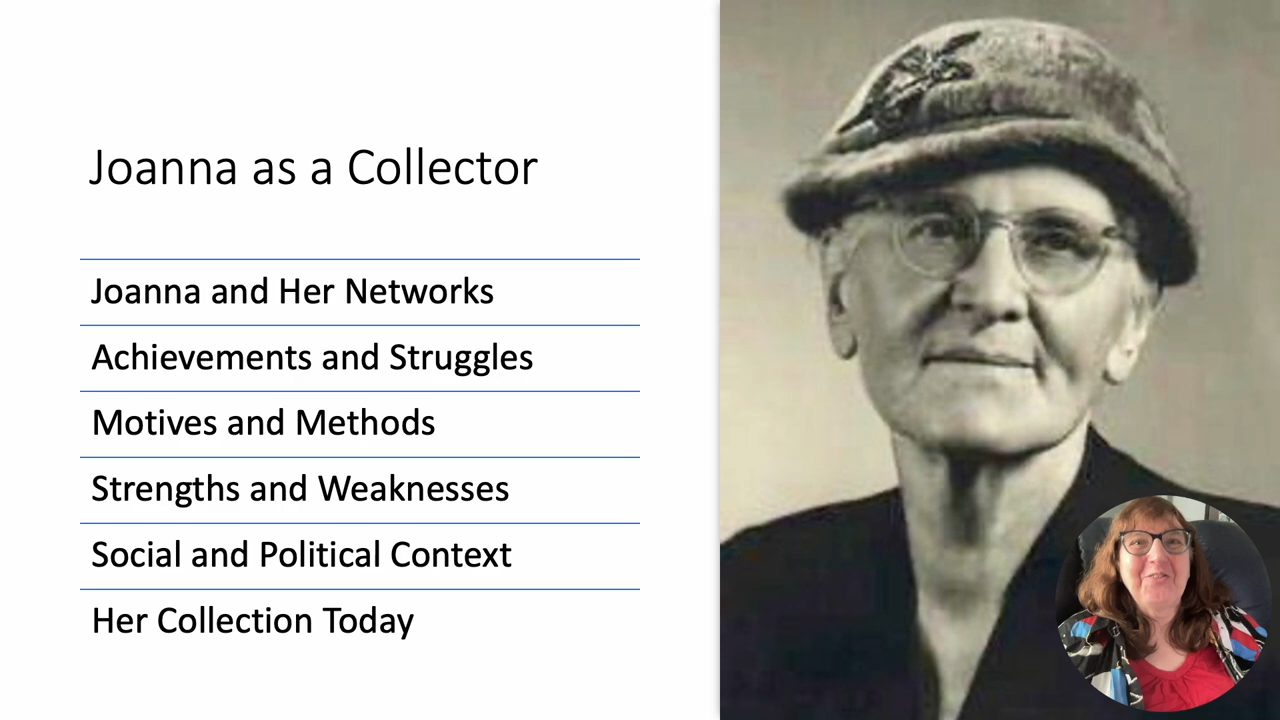 Joanna as a Collector
Joanna and Her Networks
Achievements and Struggles
Motives and Methods
Strengths and Weaknesses
Social and Political Context
Her Collection Today